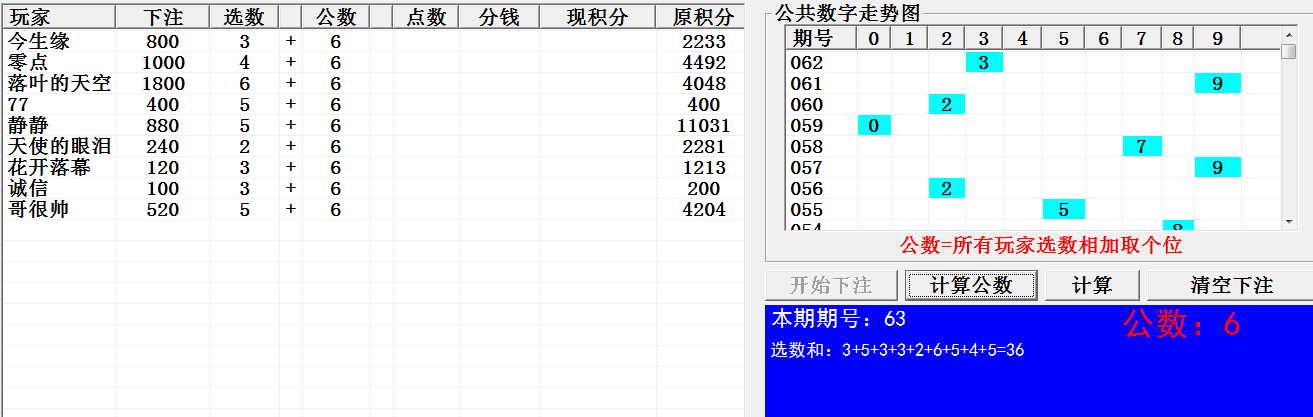 玩家 下注 选数 公数 点数 分钱 现积分 原积分
今生缘 800 3 + 6 2233
零点 1000 4 + 6 4492
落叶的天空 1800 6 + 6 4048
77 400 5 + 6 400
静静 880 5 + 6 11031
天使的眼泪 240 2 + 6 2281
花开落幕 120 3 + 6 1213
诚信 100 3 + 6 200
哥很帅 520 5 + 6 4204
公共数字走势图
期号 0 1 2 3 4 5 6 7 8 9
062 3
061 9
060 2
059 0
058 7
057 9
056 2
055 5
054 8
公数=所有玩家选数相加取个位
开始下注 计算公数 计算 清空下注
本期期号：63 公数：6
选数和：3+5+3+3+2+6+5+4+5=36